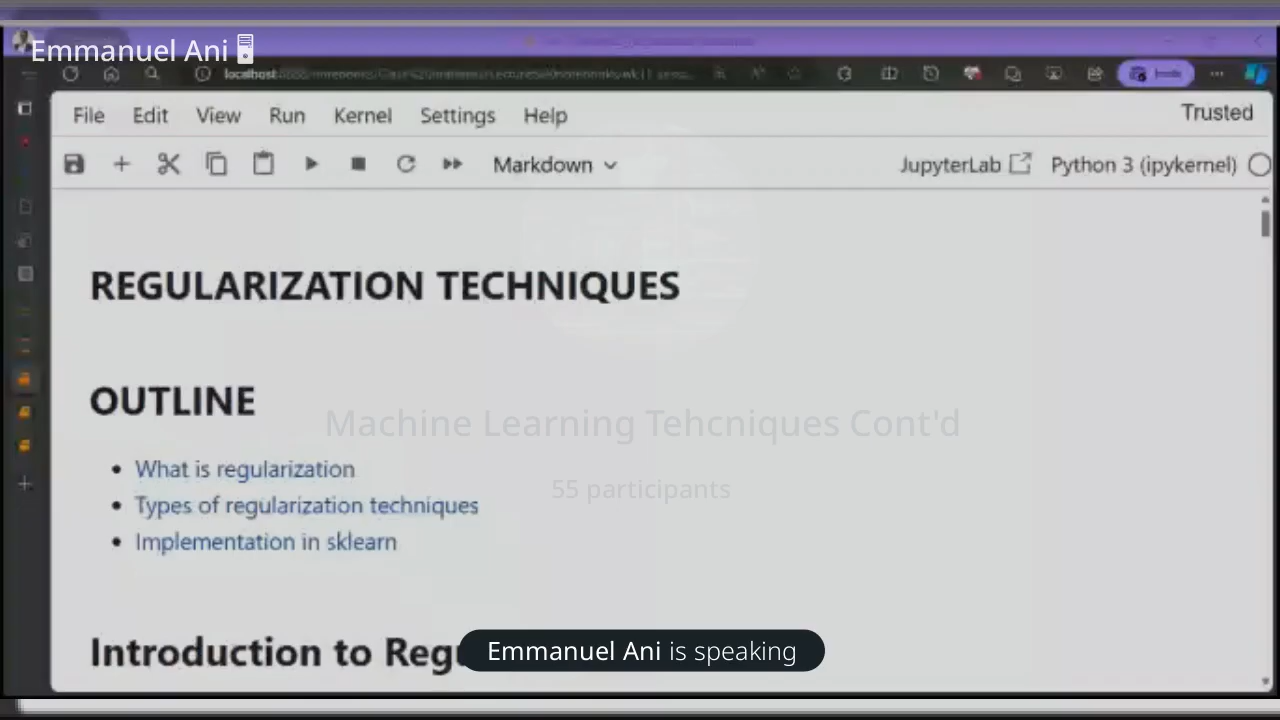 Emmanuel Ani
localhost
File Edit View Run Kernel Settings Help Trusted
Markdown JupyterLab Python 3 (ipykernel)
REGULARIZATION TECHNIQUES
OUTLINE
Machine Learning Tehcniques Cont'd
• What is regularization
55 participants
• Types of regularization techniques
• Implementation in sklearn
Introduction to Regu
Emmanuel Ani is speaking